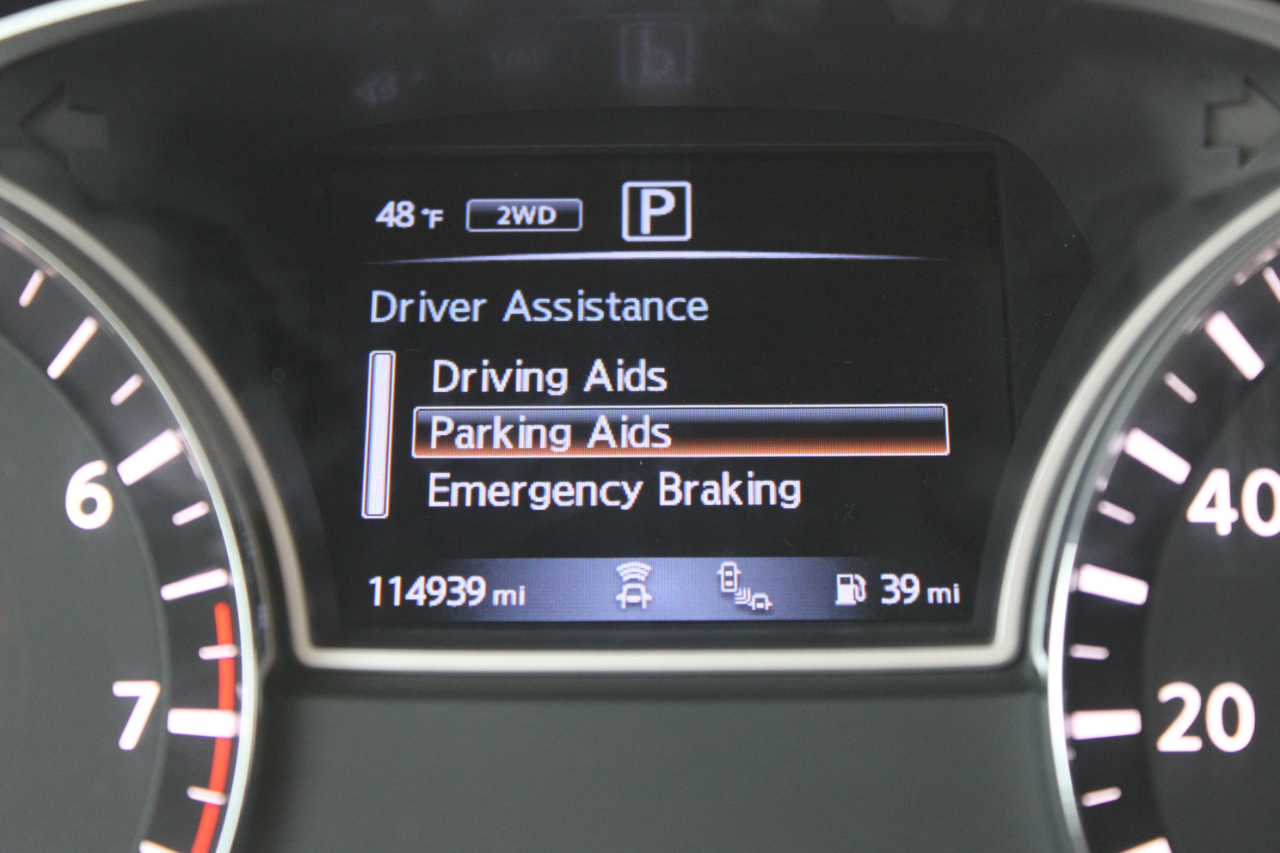 48 °F 2WD P
Driver Assistance
Driving Aids
Parking Aids
Emergency Braking
114939 mi 39 mi
6
7
40
20